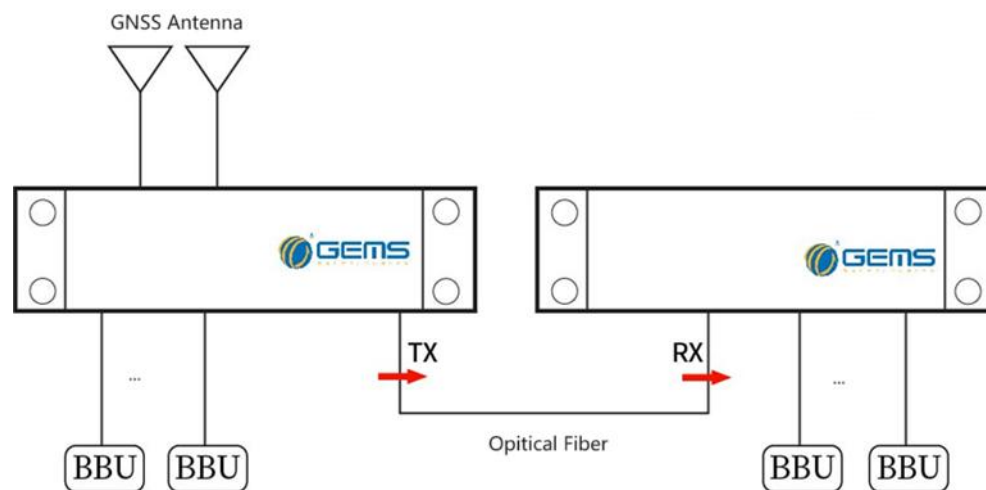 GNSS Antenna
GEMS
GEMS
TX
RX
...
...
Opitical Fiber
BBU
BBU
BBU
BBU